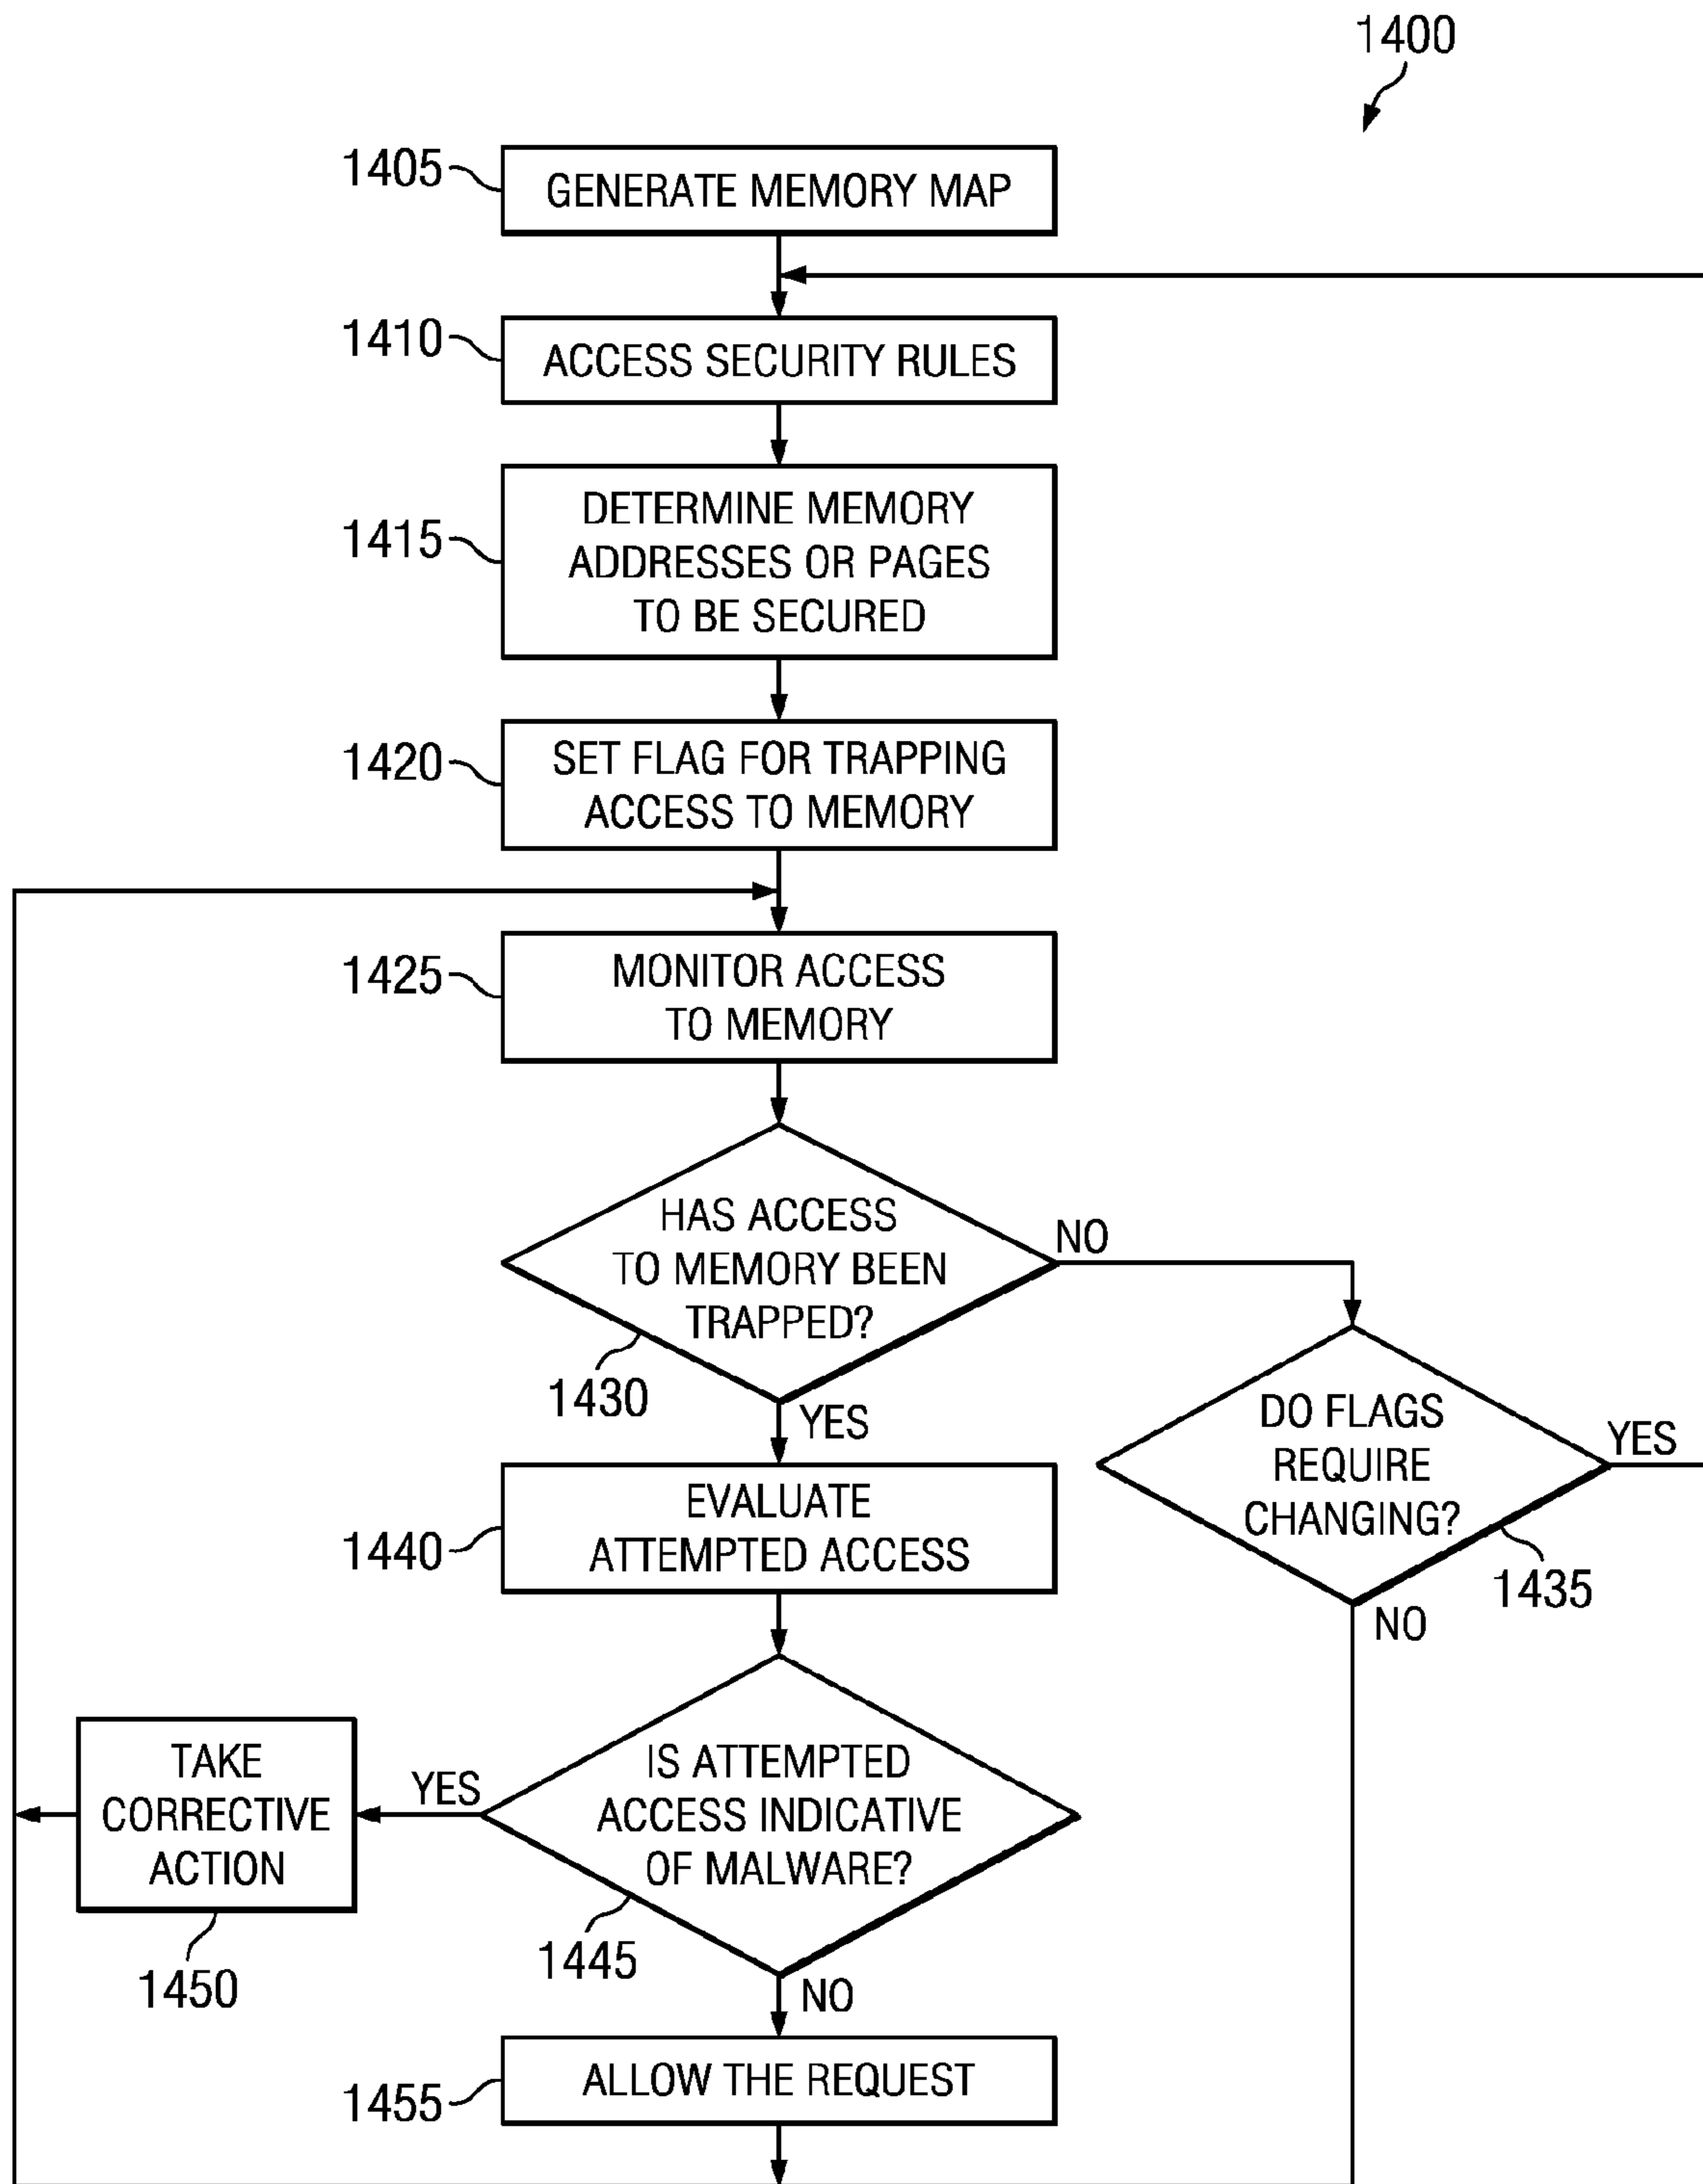 1400
1405
GENERATE MEMORY MAP
1410
ACCESS SECURITY RULES
1415
DETERMINE MEMORY
ADDRESSES OR PAGES
TO BE SECURED
1420
SET FLAG FOR TRAPPING
ACCESS TO MEMORY
1425
MONITOR ACCESS
TO MEMORY
HAS ACCESS
TO MEMORY BEEN
TRAPPED?
NO
1430
YES
DO FLAGS
REQUIRE
CHANGING?
YES
1435
NO
1440
EVALUATE
ATTEMPTED ACCESS
TAKE
CORRECTIVE
ACTION
1450
YES
IS ATTEMPTED
ACCESS INDICATIVE
OF MALWARE?
1445
NO
1455
ALLOW THE REQUEST